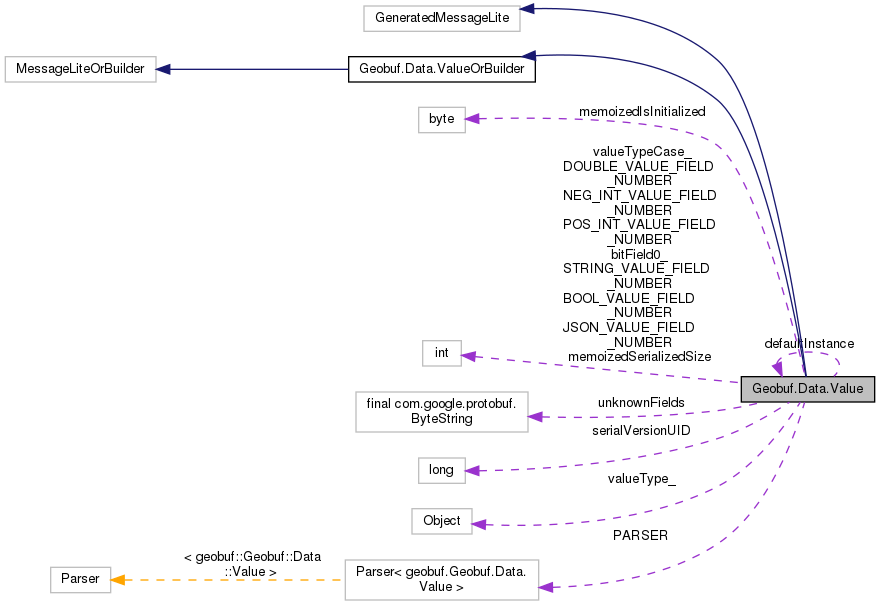 GeneratedMessageLite
MessageLiteOrBuilder
Geobuf.Data.ValueOrBuilder
byte
memoizedIsInitialized
valueTypeCase_
DOUBLE_VALUE_FIELD
_NUMBER
NEG_INT_VALUE_FIELD
_NUMBER
POS_INT_VALUE_FIELD
_NUMBER
bitField0_
STRING_VALUE_FIELD
_NUMBER
BOOL_VALUE_FIELD
_NUMBER
JSON_VALUE_FIELD
_NUMBER
memoizedSerializedSize
int
defaultInstance
Geobuf.Data.Value
final com.google.protobuf.
ByteString
unknownFields
serialVersionUID
long
valueType_
Object
PARSER
Parser
< geobuf::Geobuf::Data
::Value >
Parser< geobuf.Geobuf.Data.
Value >